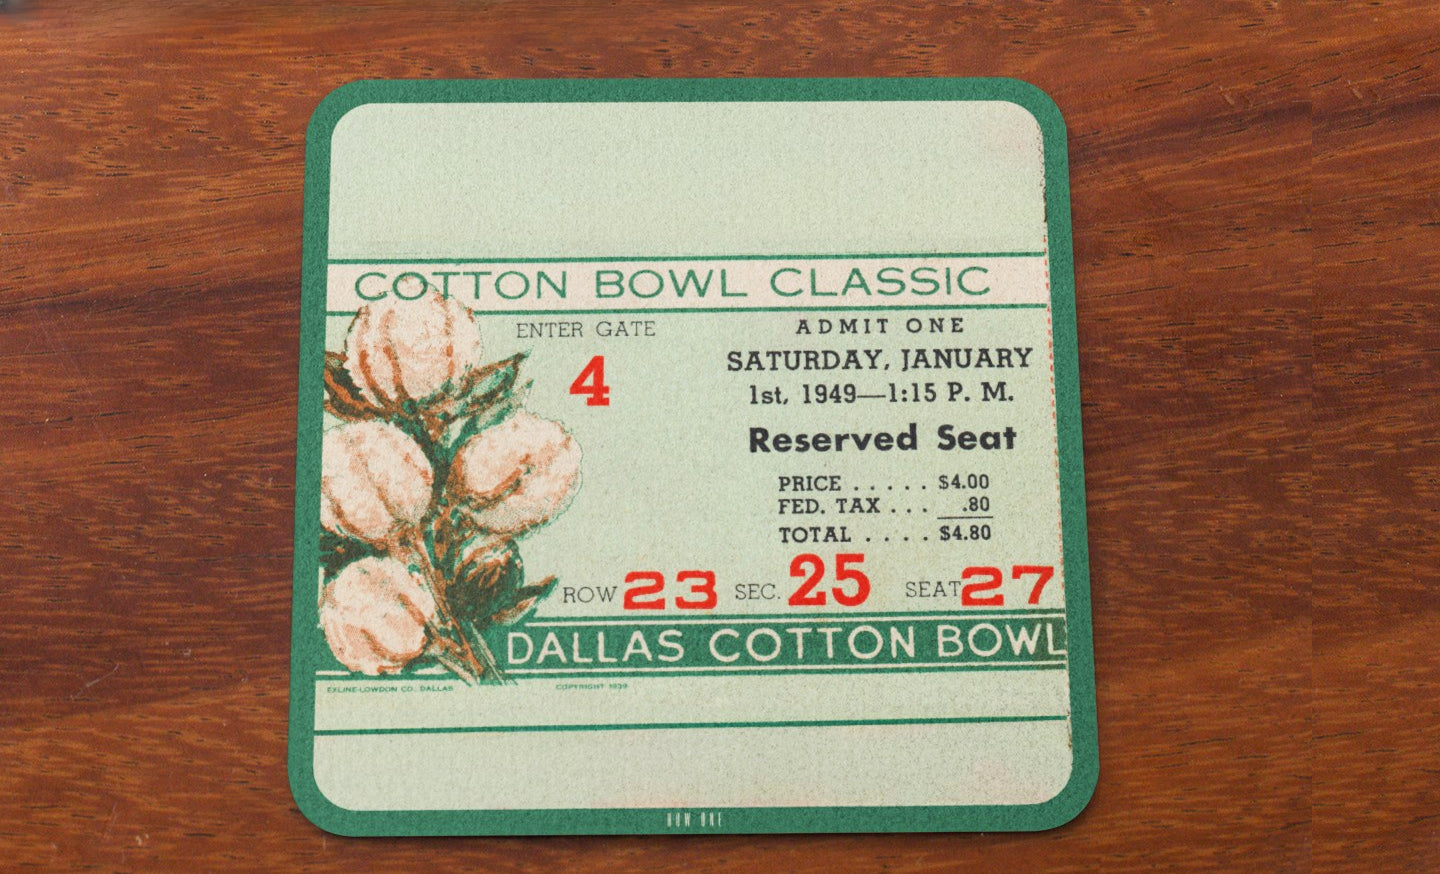 COTTON BOWL CLASSIC
ENTER GATE
4
ADMIT ONE
SATURDAY, JANUARY
1st, 1949—1:15 P. M.
Reserved Seat
PRICE ..... $4.00
FED. TAX ... .80
TOTAL .... $4.80
ROW 23 SEC. 25 SEAT 27
DALLAS COTTON BOWL
EXLINE-LOWDON CO., DALLAS COPYRIGHT 1939
ROW ONE